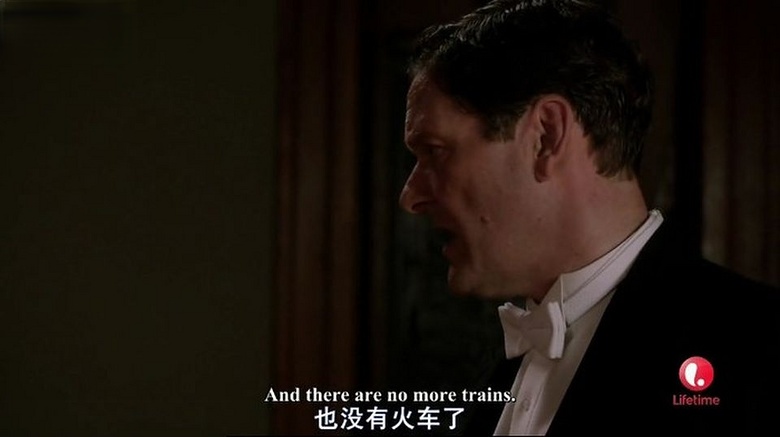 And there are no more trains.
也没有火车了
Lifetime